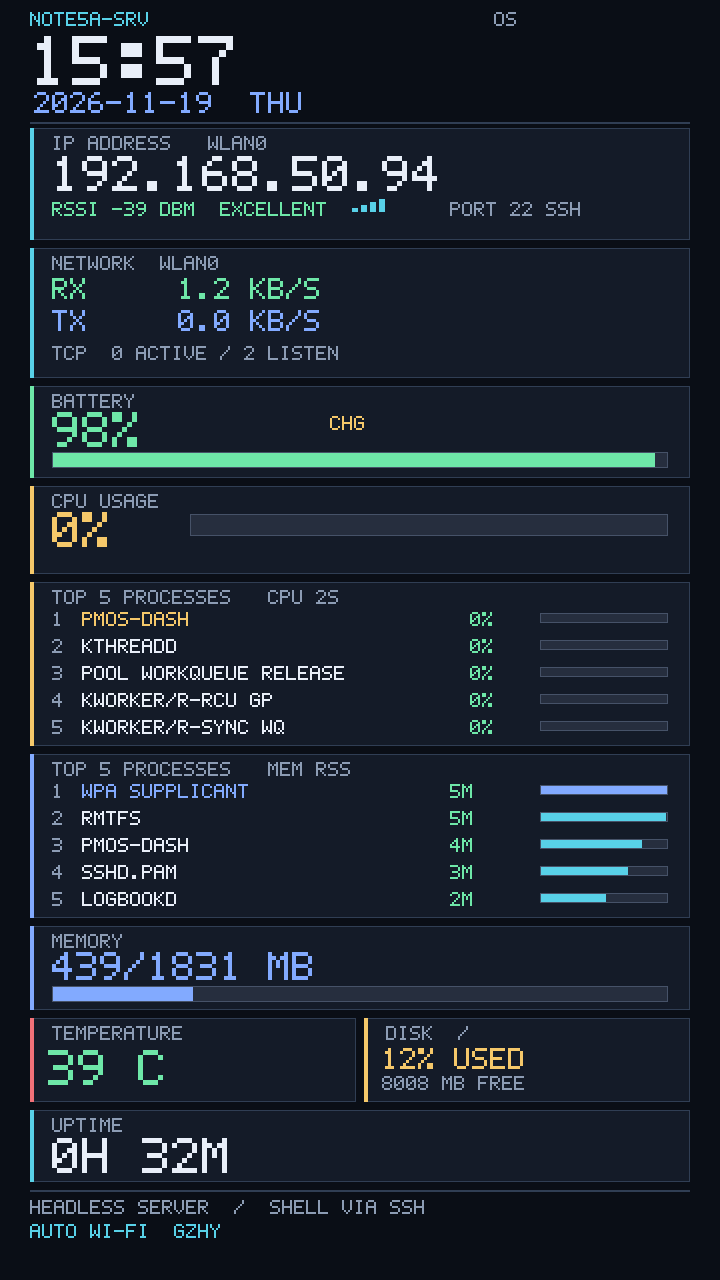 NOTE5A-SRV OS
15:57
2026-11-19 THU
IP ADDRESS WLAN0
192.168.50.94
RSSI -39 DBM EXCELLENT PORT 22 SSH
NETWORK WLAN0
RX 1.2 KB/S
TX 0.0 KB/S
TCP 0 ACTIVE / 2 LISTEN
BATTERY
98% CHG
CPU USAGE
0%
TOP 5 PROCESSES CPU 2S
1 PMOS-DASH 0%
2 KTHREADD 0%
3 POOL WORKQUEUE RELEASE 0%
4 KWORKER/R-RCU GP 0%
5 KWORKER/R-SYNC WQ 0%
TOP 5 PROCESSES MEM RSS
1 WPA SUPPLICANT 5M
2 RMTFS 5M
3 PMOS-DASH 4M
4 SSHD.PAM 3M
5 LOGBOOKD 2M
MEMORY
439/1831 MB
TEMPERATURE
39 C
DISK /
12% USED
8008 MB FREE
UPTIME
0H 32M
HEADLESS SERVER / SHELL VIA SSH
AUTO WI-FI GZHY